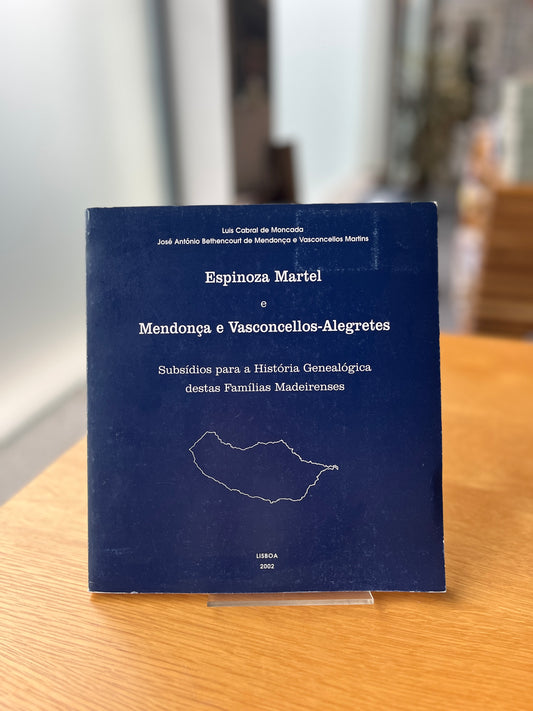 Luis Cabral de Moncada
José António Bethencourt de Mendonça e Vasconcellos Martins
Espinoza Martel
e
Mendonça e Vasconcellos-Alegretes
Subsídios para a História Genealógica
destas Famílias Madeirenses
LISBOA
2002